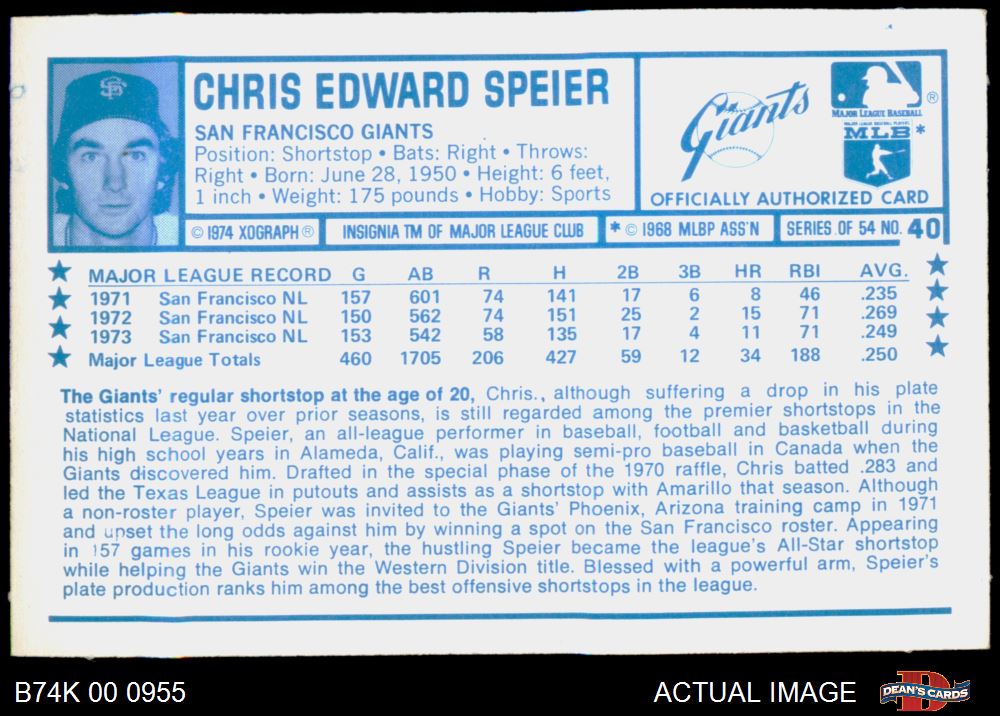 CHRIS EDWARD SPEIER
SAN FRANCISCO GIANTS
Position: Shortstop • Bats: Right • Throws:
Right • Born: June 28, 1950 • Height: 6 feet,
1 inch • Weight: 175 pounds • Hobby: Sports
SF
Giants
MAJOR LEAGUE BASEBALL ®
MAJOR LEAGUE BASEBALL PLAYERS
MLB *
OFFICIALLY AUTHORIZED CARD
© 1974 XOGRAPH ® INSIGNIA TM OF MAJOR LEAGUE CLUB * © 1968 MLBP ASS'N SERIES OF 54 NO. 40
MAJOR LEAGUE RECORD G AB R H 2B 3B HR RBI AVG.
1971 San Francisco NL 157 601 74 141 17 6 8 46 .235
1972 San Francisco NL 150 562 74 151 25 2 15 71 .269
1973 San Francisco NL 153 542 58 135 17 4 11 71 .249
Major League Totals 460 1705 206 427 59 12 34 188 .250
The Giants' regular shortstop at the age of 20, Chris., although suffering a drop in his plate
statistics last year over prior seasons, is still regarded among the premier shortstops in the
National League. Speier, an all-league performer in baseball, football and basketball during
his high school years in Alameda, Calif., was playing semi-pro baseball in Canada when the
Giants discovered him. Drafted in the special phase of the 1970 raffle, Chris batted .283 and
led the Texas League in putouts and assists as a shortstop with Amarillo that season. Although
a non-roster player, Speier was invited to the Giants' Phoenix, Arizona training camp in 1971
and upset the long odds against him by winning a spot on the San Francisco roster. Appearing
in 157 games in his rookie year, the hustling Speier became the league's All-Star shortstop
while helping the Giants win the Western Division title. Blessed with a powerful arm, Speier's
plate production ranks him among the best offensive shortstops in the league.
B74K 00 0955 ACTUAL IMAGE D DEAN'S CARDS